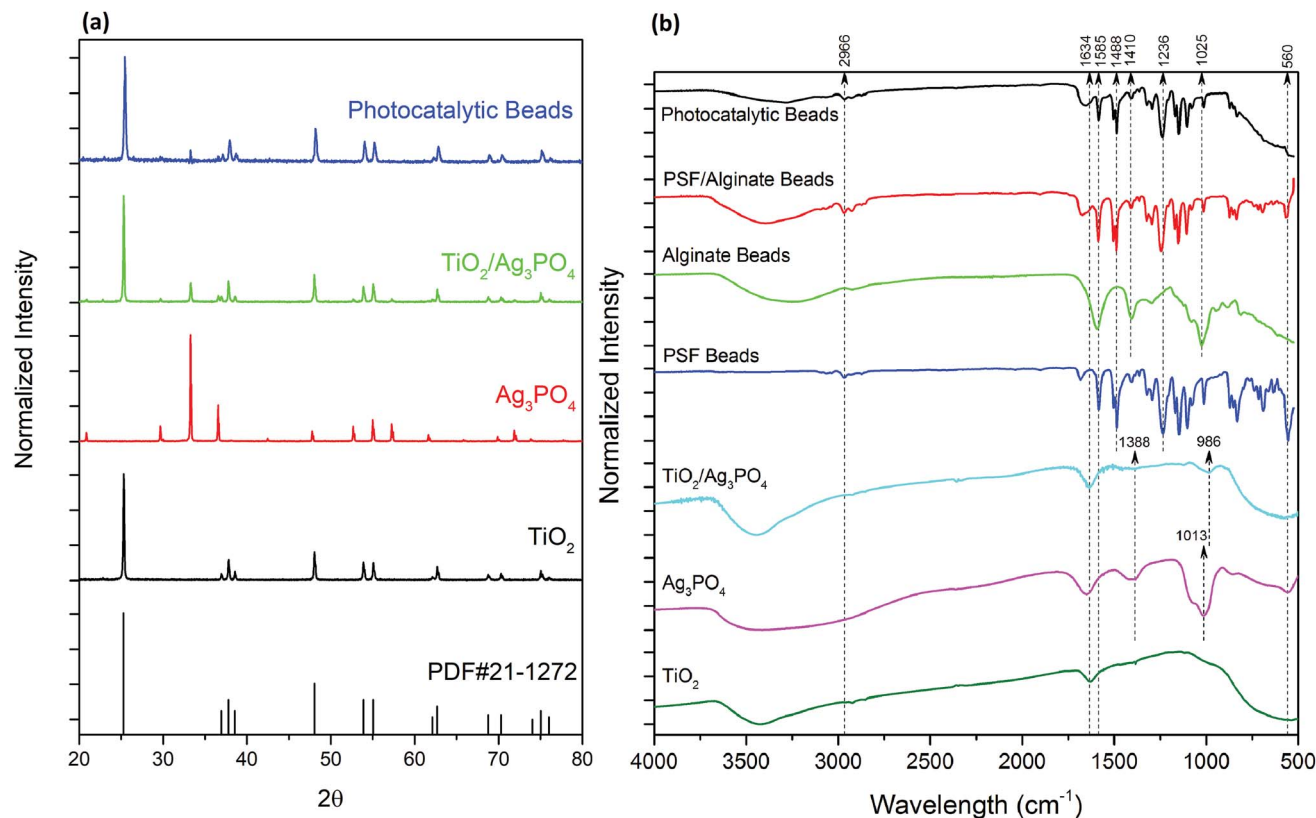 (a)
Normalized Intensity
Photocatalytic Beads
TiO₂/Ag₃PO₄
Ag₃PO₄
TiO₂
PDF#21-1272
20 30 40 50 60 70 80
2θ
(b)
Normalized Intensity
2966 1634 1585 1488 1410 1236 1025 560
Photocatalytic Beads
PSF/Alginate Beads
Alginate Beads
PSF Beads
1388 986
TiO₂/Ag₃PO₄
1013
Ag₃PO₄
TiO₂
4000 3500 3000 2500 2000 1500 1000 500
Wavelength (cm⁻¹)